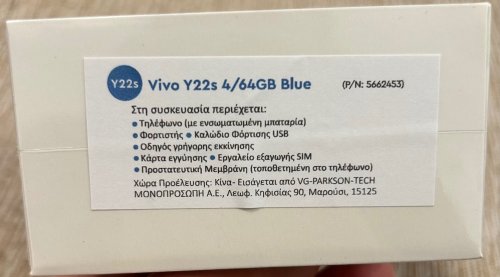 Y22s Vivo Y22s 4/64GB Blue (P/N: 5662453)
Στη συσκευασία περιέχεται:
• Τηλέφωνο (με ενσωματωμένη μπαταρία)
• Φορτιστής • Καλώδιο Φόρτισης USB
• Οδηγός γρήγορης εκκίνησης
• Κάρτα εγγύησης • Εργαλείο εξαγωγής SIM
• Προστατευτική Μεμβράνη (τοποθετημένη στο τηλέφωνο)
Χώρα Προέλευσης: Κίνα- Εισάγεται από VG-PARKSON-TECH
ΜΟΝΟΠΡΟΣΩΠΗ Α.Ε., Λεωφ. Κηφισίας 90, Μαρούσι, 15125